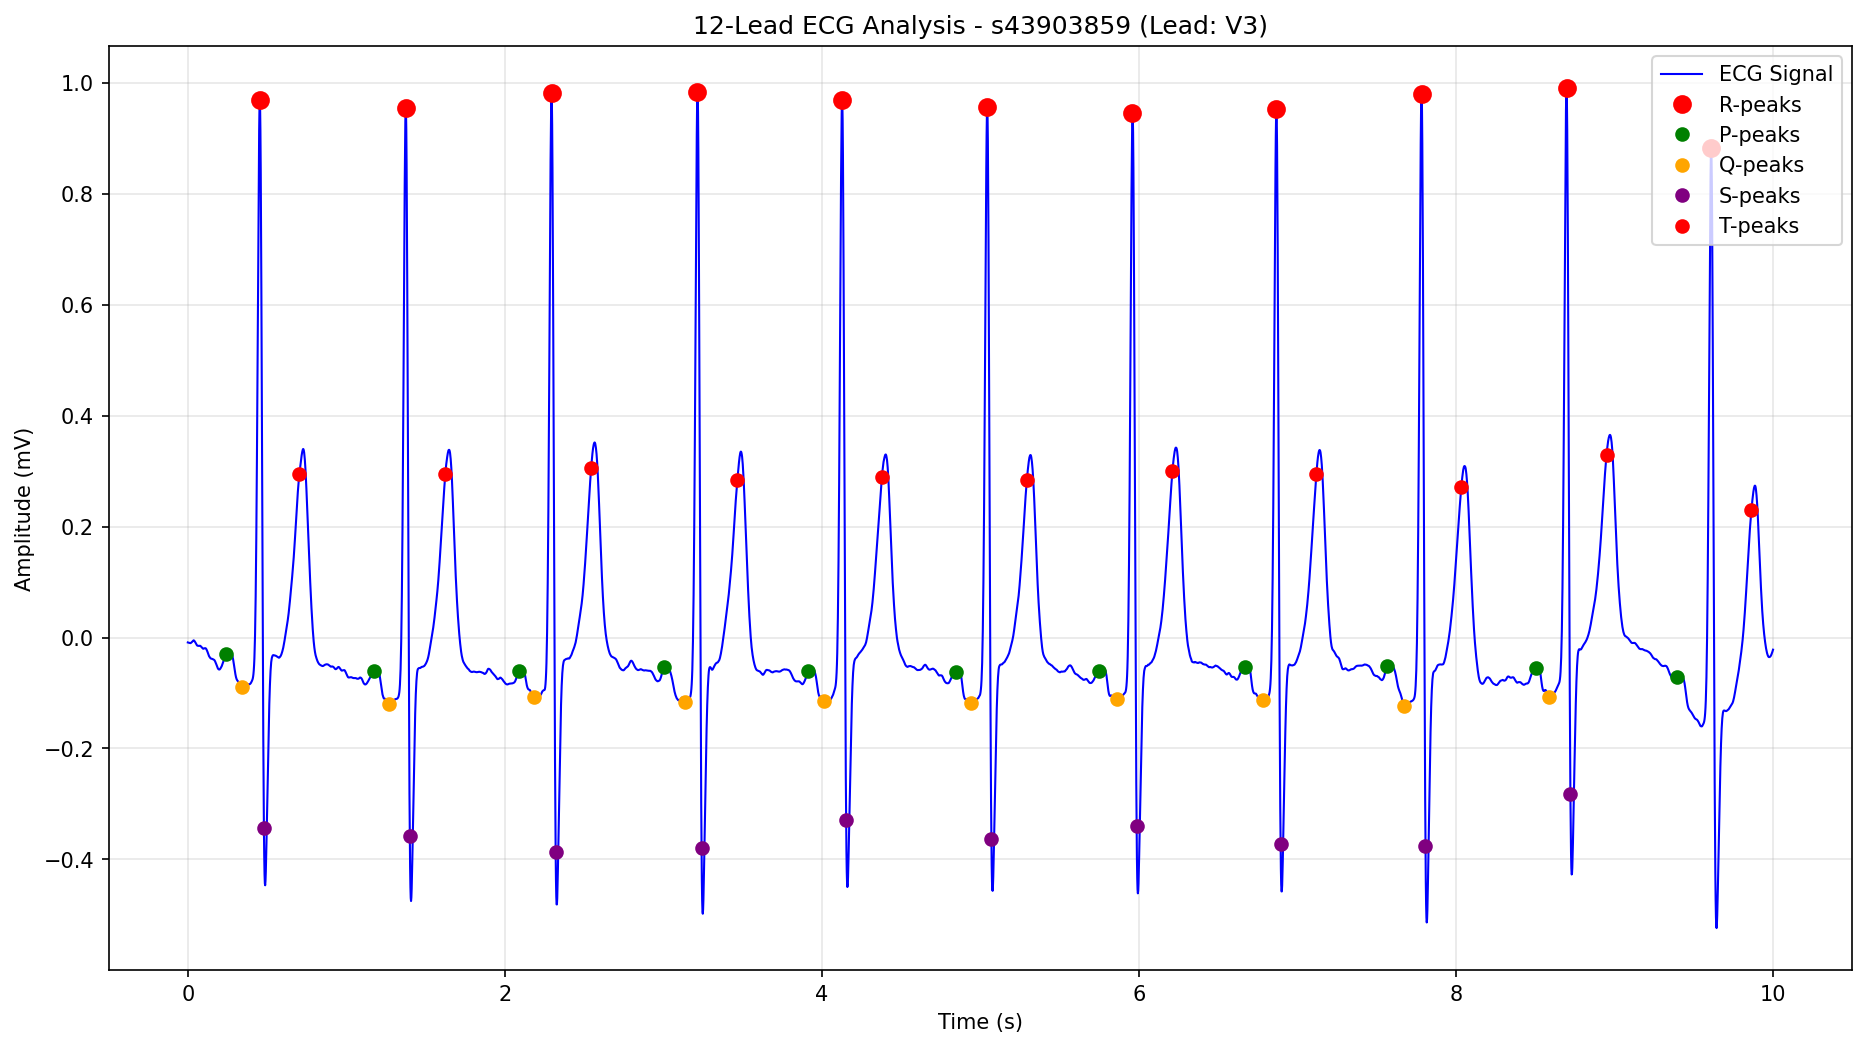 12-Lead ECG Analysis - s43903859 (Lead: V3)
Amplitude (mV)
1.0
0.8
0.6
0.4
0.2
0.0
−0.2
−0.4
ECG Signal
R-peaks
P-peaks
Q-peaks
S-peaks
T-peaks
0 2 4 6 8 10
Time (s)